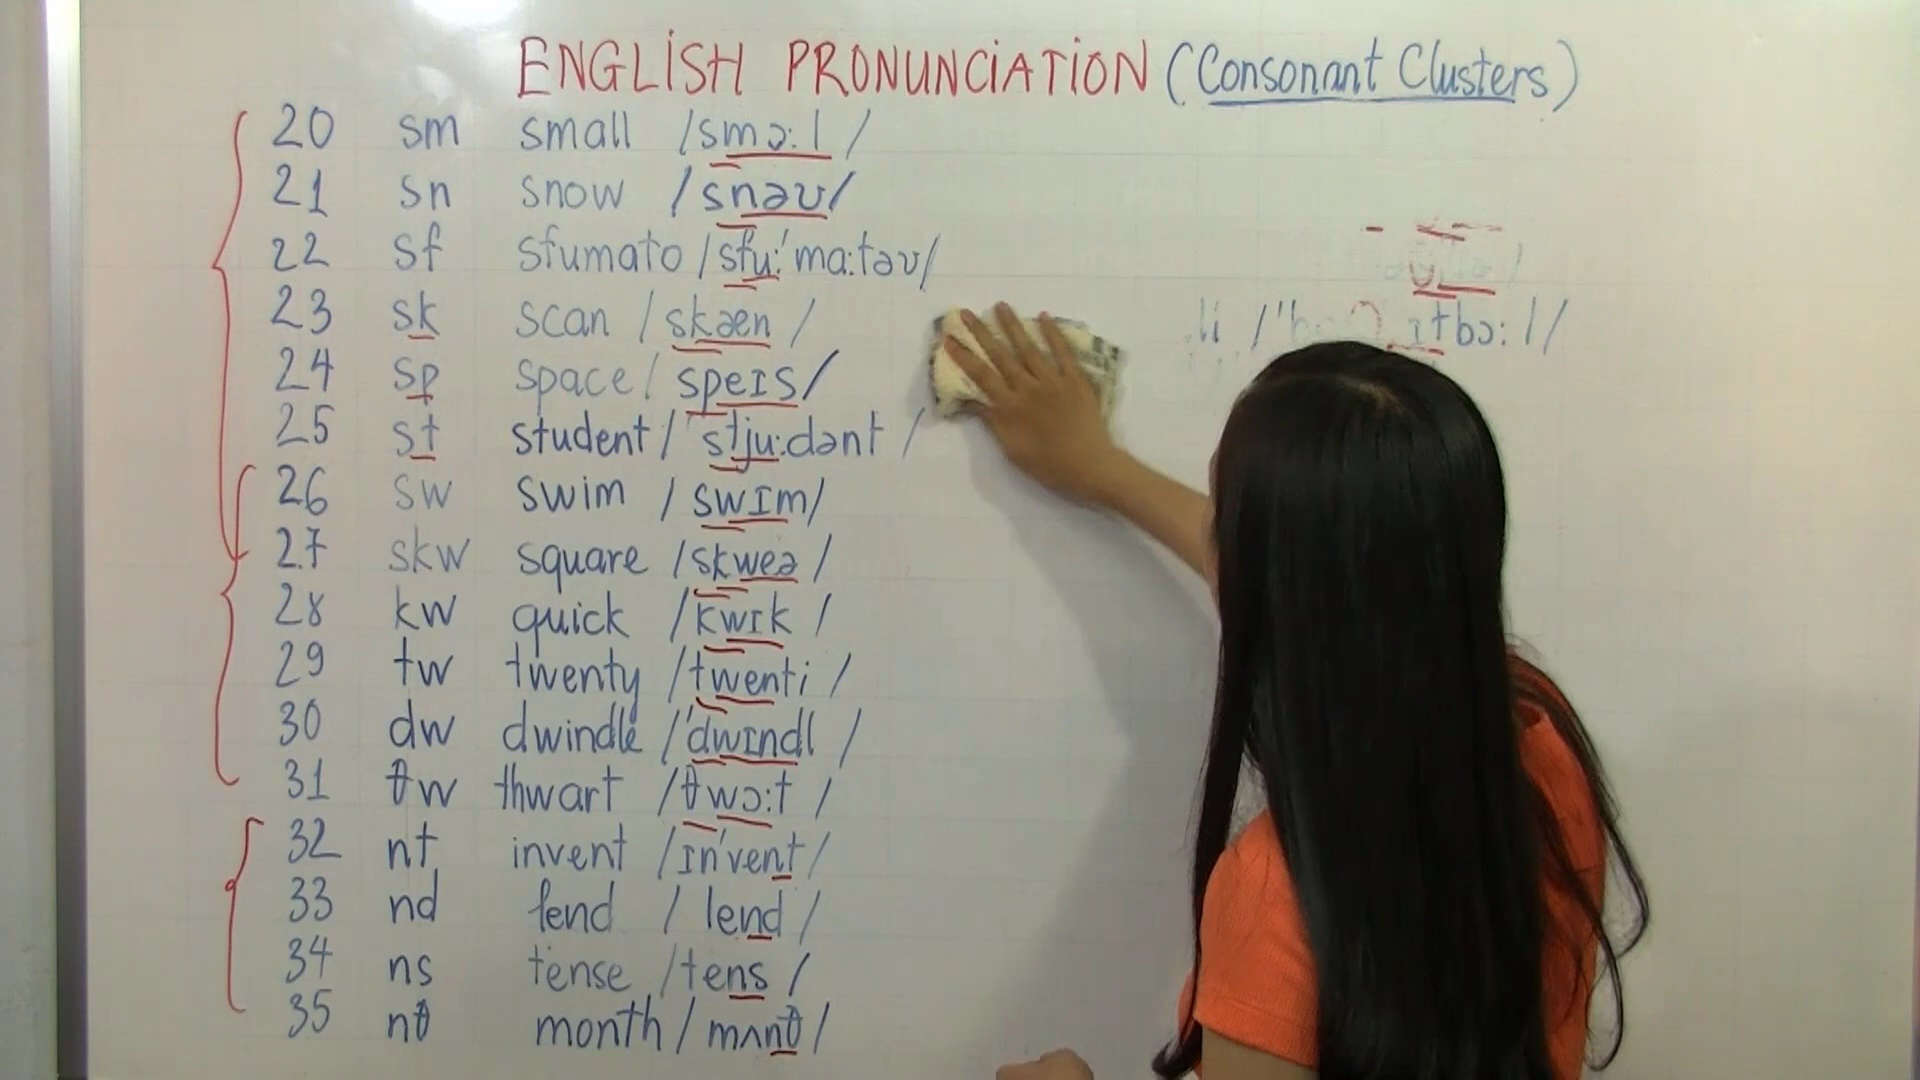 ENGLISH PRONUNCIATION (Consonant Clusters)
20 sm small /smɔ:l/
21 sn snow /snəʊ/
22 sf sfumato /sfu:'ma:təʊ/
23 sk scan /skæn/
24 sp space /speɪs/
25 st student /'stju:dənt/
26 sw swim /swɪm/
27 skw square /skweə/
28 kw quick /kwɪk/
29 tw twenty /'twenti/
30 dw dwindle /'dwɪndl/
31 θw thwart /θwɔ:t/
32 nt invent /ɪn'vent/
33 nd lend /lend/
34 ns tense /tens/
35 nθ month /mʌnθ/